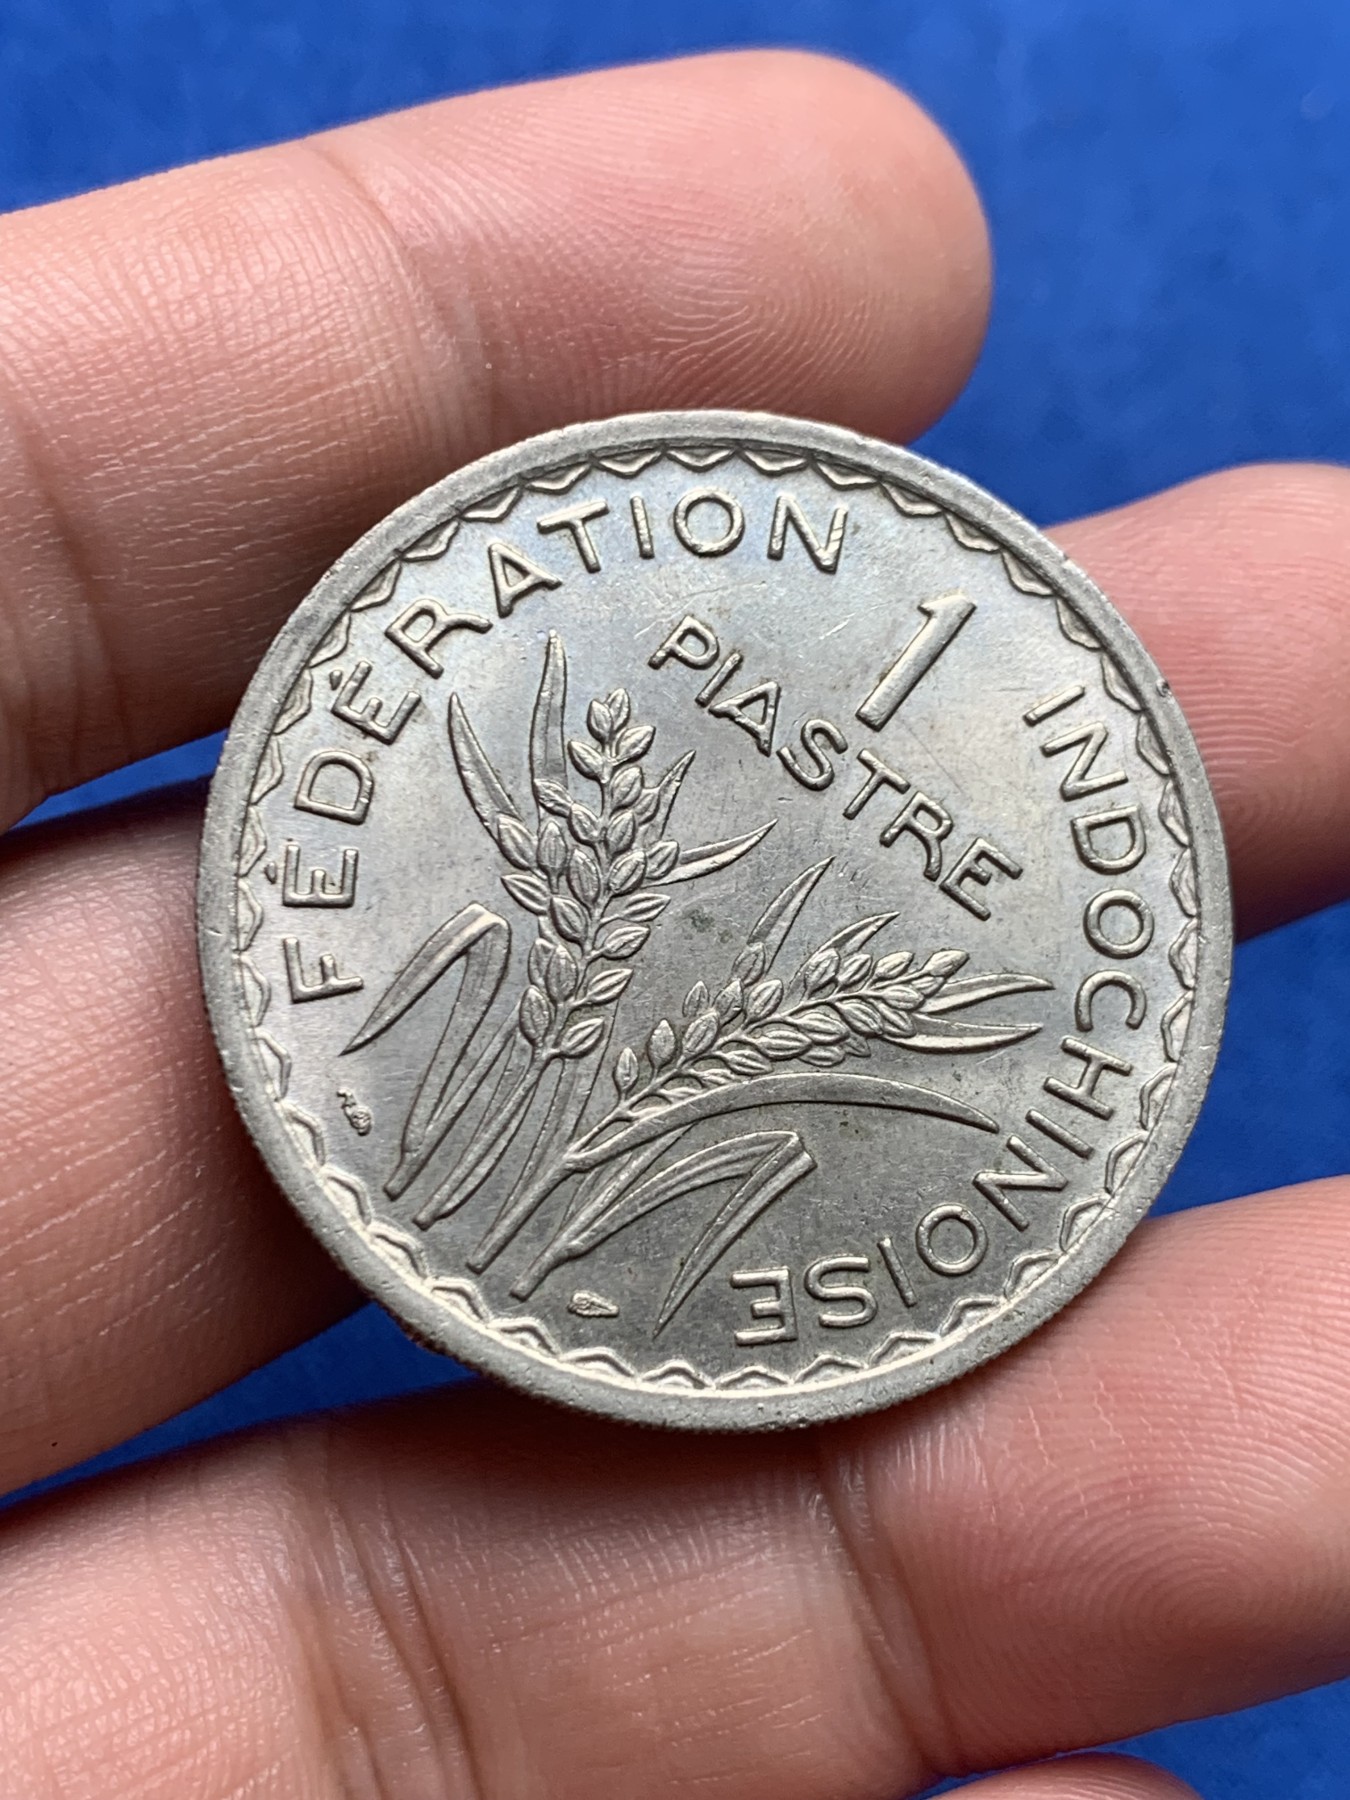 FÉDÉRATION
INDOCHINOISE
1
PIASTRE